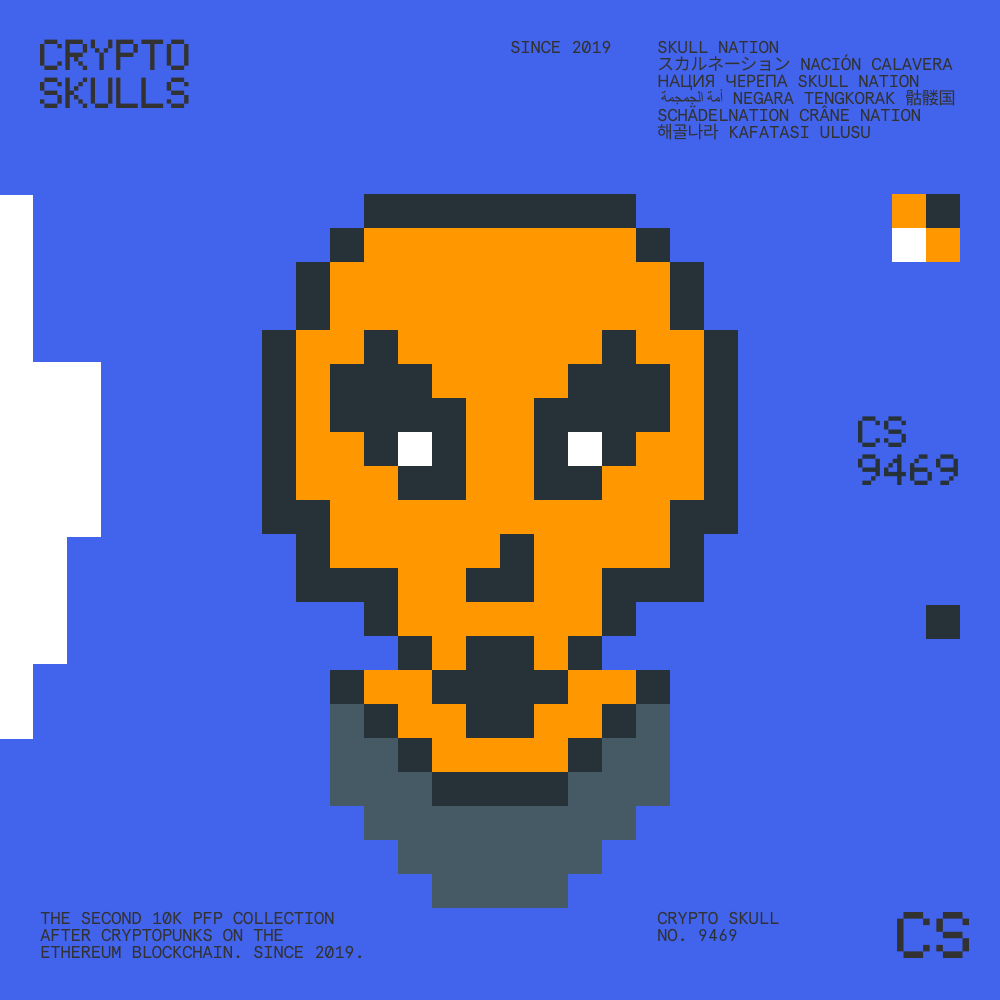 CRYPTO
SKULLS
SINCE 2019
SKULL NATION
スカルネーション NACIÓN CALAVERA
НАЦИЯ ЧЕРЕПА SKULL NATION
أمة الجمجمة NEGARA TENGKORAK 骷髅国
SCHÄDELNATION CRÂNE NATION
해골나라 KAFATASI ULUSU
CS
9469
THE SECOND 10K PFP COLLECTION
AFTER CRYPTOPUNKS ON THE
ETHEREUM BLOCKCHAIN. SINCE 2019.
CRYPTO SKULL
NO. 9469
CS